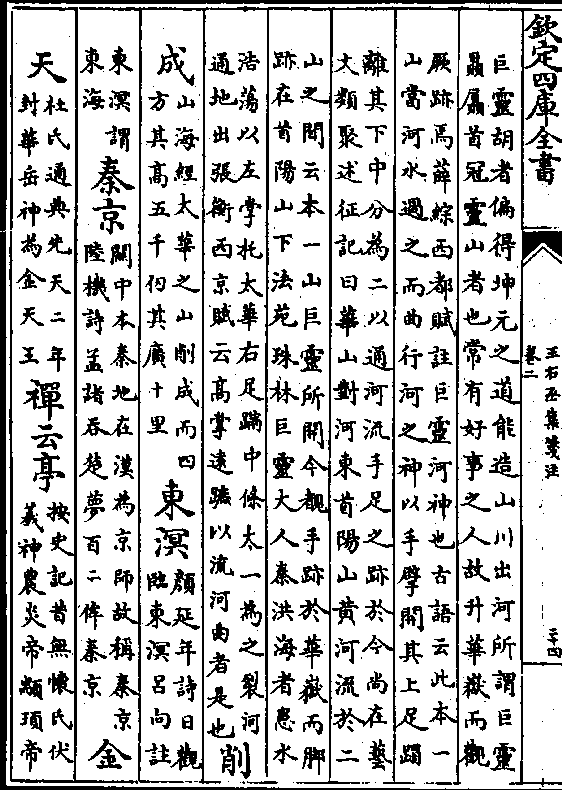 欽定四庫全書
王右丞集箋注
卷二
三十四
巨靈胡者偏得坤元之道能造山川出河所謂巨靈
贔屭首冠靈山者也常有好事之人故升華嶽而觀
厥跡焉薛綜西都賦註巨靈河神也古語云此本一
山當河水過之而曲行河之神以手擘開其上足蹋
離其下中分為二以通河流手足之跡於今尚在藝
文類聚述征記曰華山對河東首陽山黄河流於二
山之間云本一山巨靈所開今覩手跡於華嶽而脚
跡在首陽山下法苑珠林巨靈大人秦洪海者患水
浩蕩以左掌托太華右足蹋中條太一為之裂河
通地出張衡西京賦云高掌遠蹠以流河曲者是也
削
成
山海經太華之山削成而四
方其高五千仞其廣十里
東溟
顔延年詩日觀
臨東溟吕向註
東溟謂
東海
秦京
關中本秦地在漢為京師故稱秦京
陸機詩孟諸吞楚夢百二侔秦京
金
天
杜氏通典先天二年
封華岳神為金天王
禪云亭
按史記昔無懷氏伏
羲神農炎帝顓頊帝